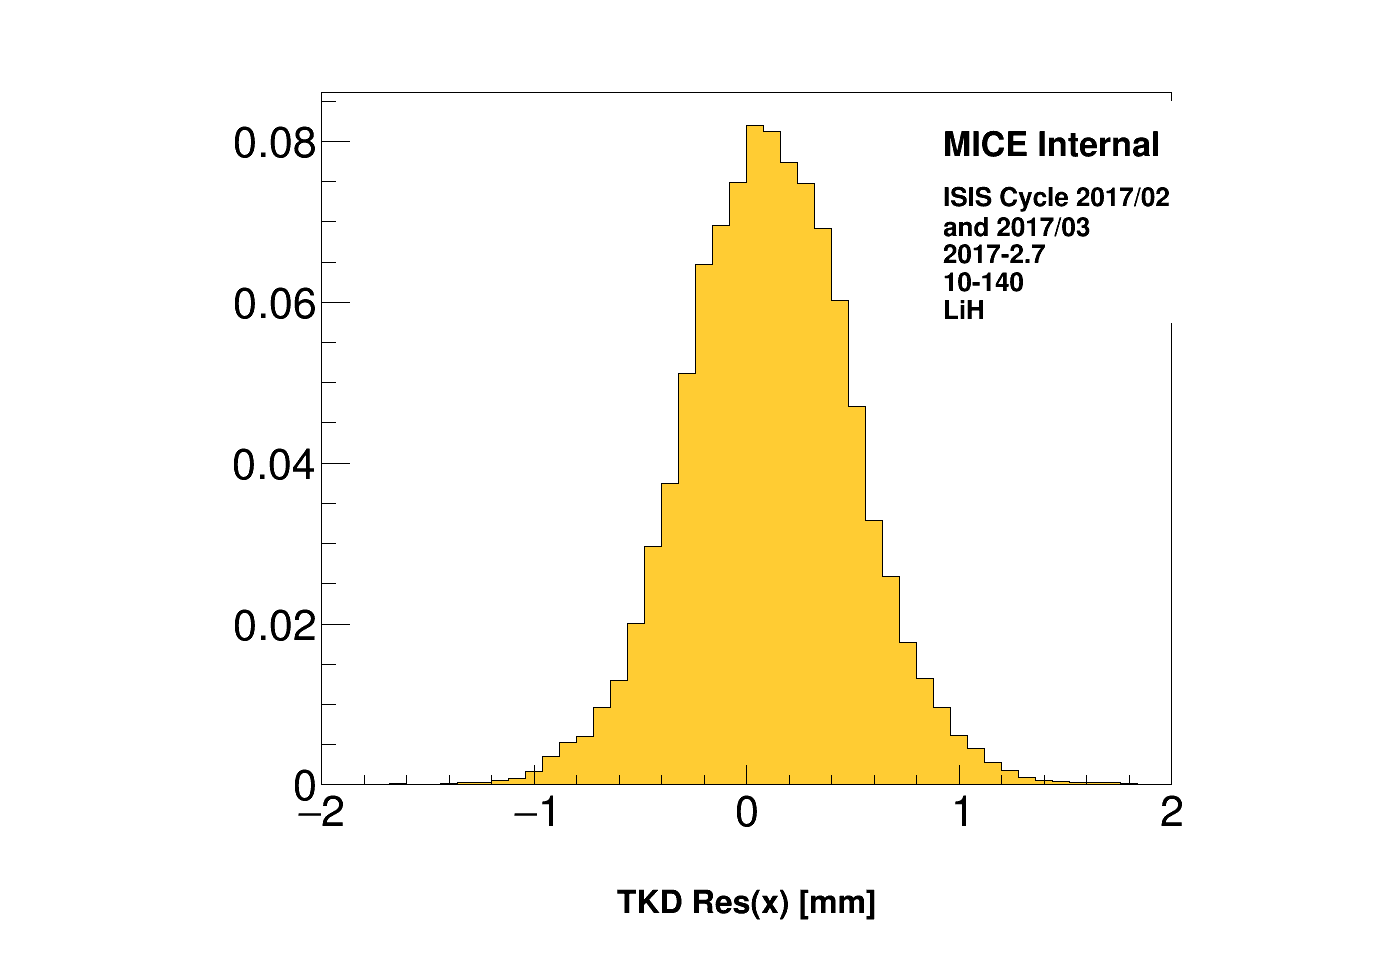 MICE Internal
ISIS Cycle 2017/02
and 2017/03
2017-2.7
10-140
LiH
0.08
0.06
0.04
0.02
0
−2 −1 0 1 2
TKD Res(x) [mm]